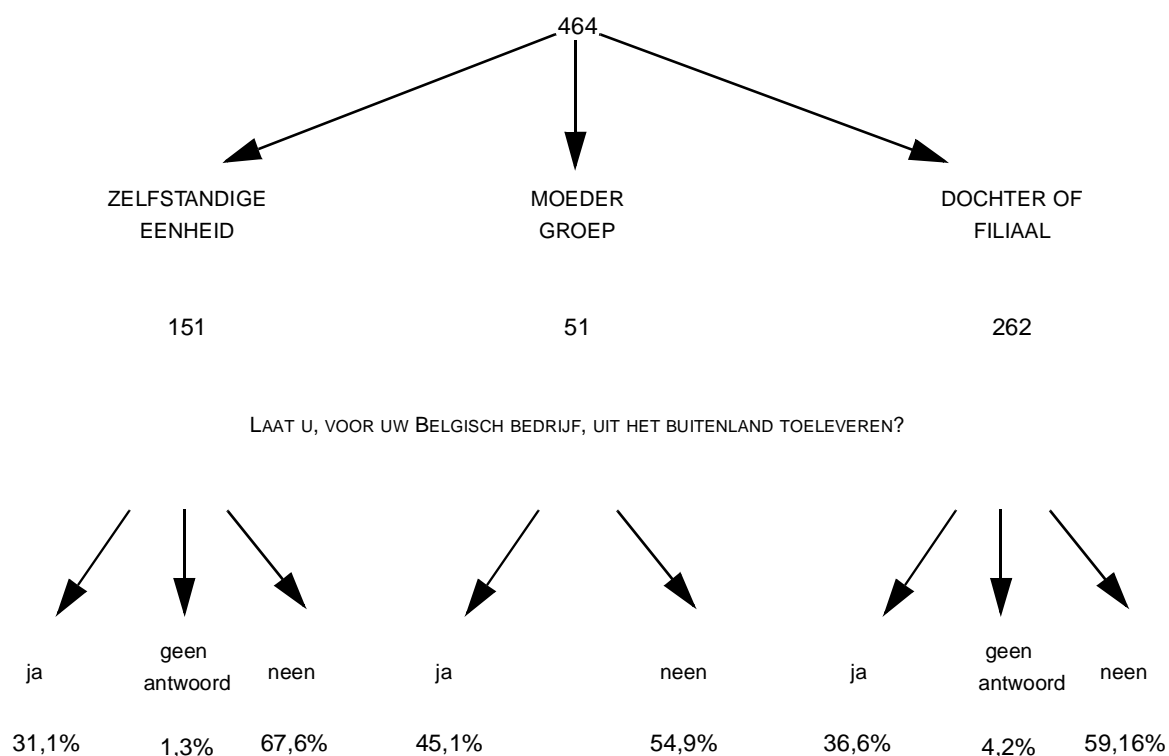 464
ZELFSTANDIGE
EENHEID
MOEDER
GROEP
DOCHTER OF
FILIAAL
151
51
262
LAAT U, VOOR UW BELGISCH BEDRIJF, UIT HET BUITENLAND TOELEVEREN?
ja
geen
antwoord
neen
ja
neen
ja
geen
antwoord
neen
31,1%
1,3%
67,6%
45,1%
54,9%
36,6%
4,2%
59,16%